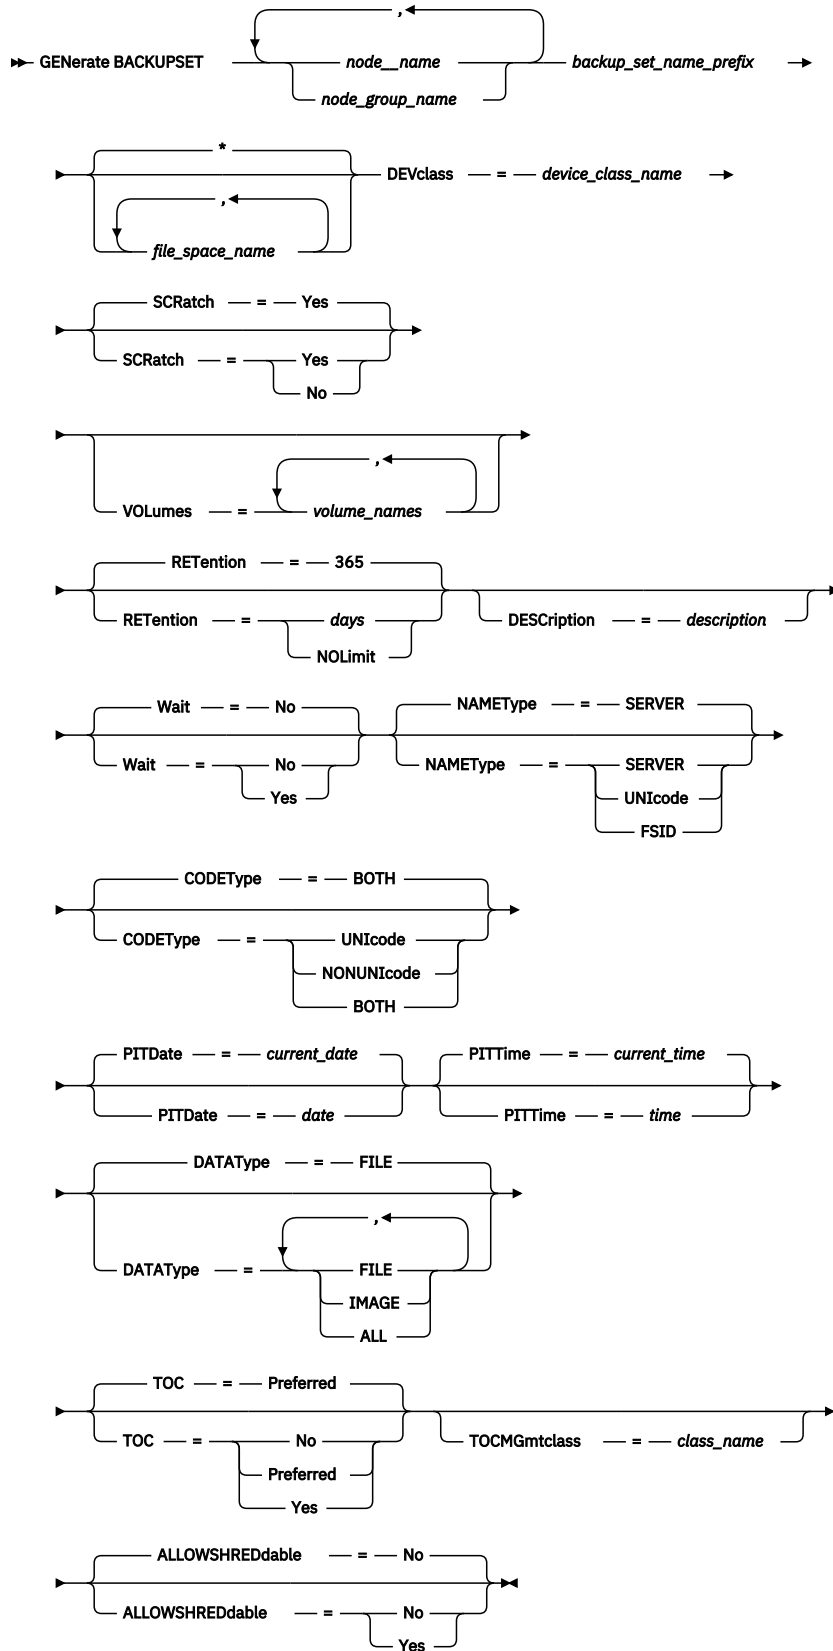 ,
GENerate BACKUPSET node__name backup_set_name_prefix
node_group_name
*
DEVclass = device_class_name
,
file_space_name
SCRatch = Yes
SCRatch = Yes
No
,
VOLumes = volume_names
RETention = 365
RETention = days
NOLimit
DESCription = description
Wait = No
Wait = No
Yes
NAMEType = SERVER
NAMEType = SERVER
UNIcode
FSID
CODEType = BOTH
CODEType = UNIcode
NONUNIcode
BOTH
PITDate = current_date
PITDate = date
PITTime = current_time
PITTime = time
DATAType = FILE
,
DATAType = FILE
IMAGE
ALL
TOC = Preferred
TOC = No
Preferred
Yes
TOCMGmtclass = class_name
ALLOWSHREDdable = No
ALLOWSHREDdable = No
Yes